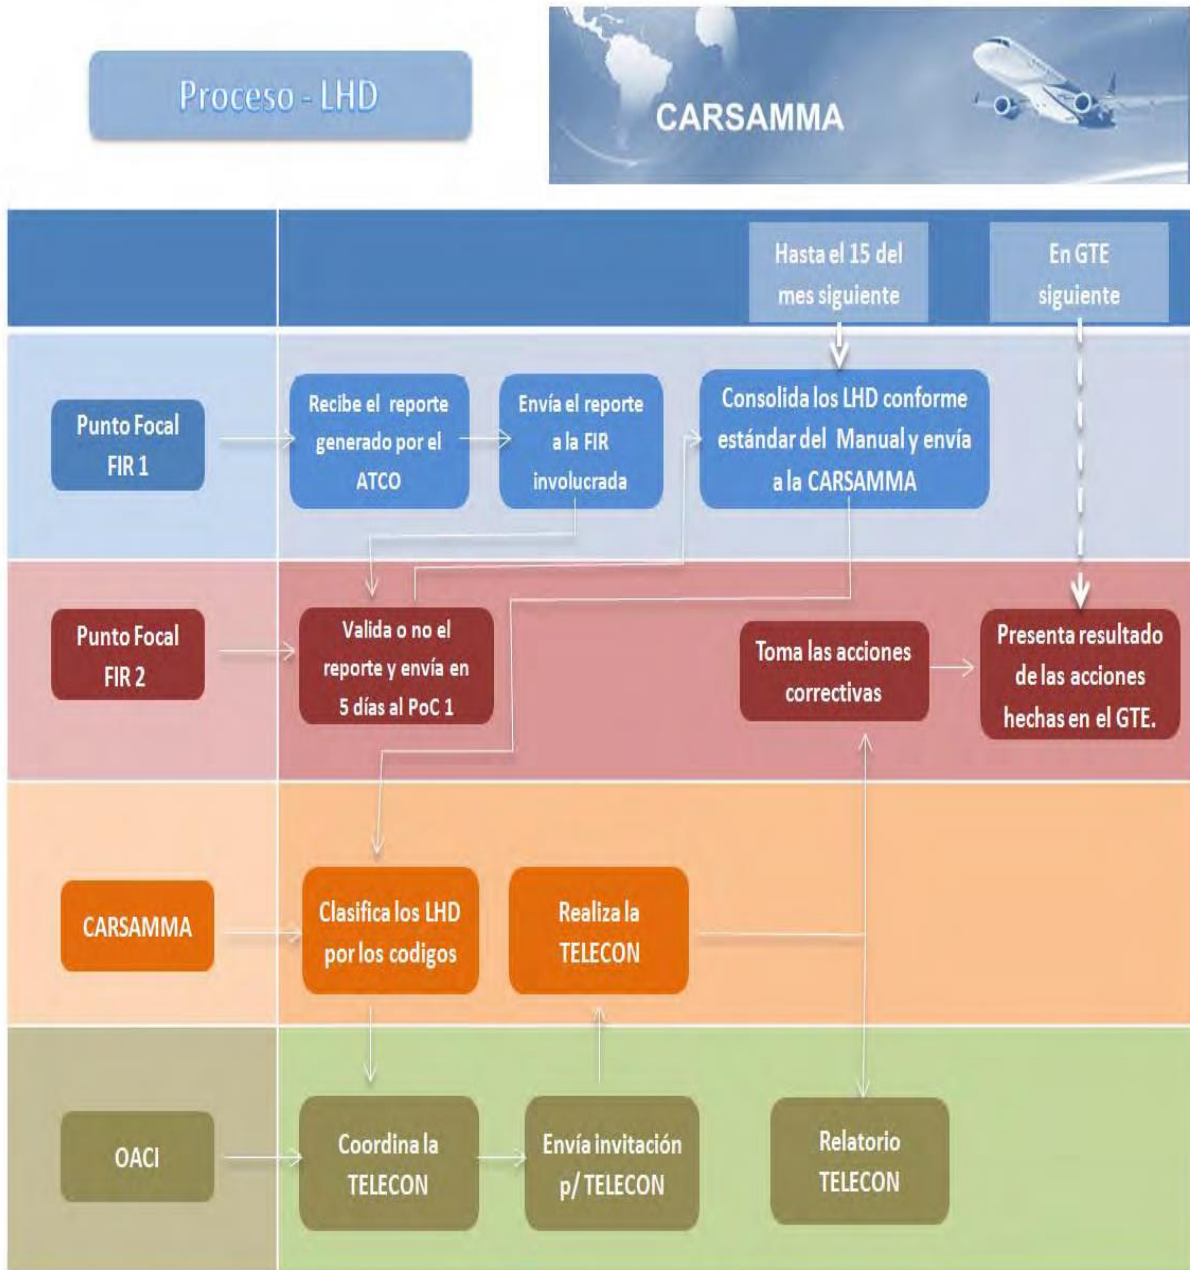 Proceso - LHD
CARSAMMA
Hasta el 15 del
mes siguiente
En GTE
siguiente
Punto Focal
FIR 1
Recibe el reporte
generado por el
ATCO
Envía el reporte
a la FIR
involucrada
Consolida los LHD conforme
estándar del Manual y envía
a la CARSAMMA
Punto Focal
FIR 2
Valida o no el
reporte y envía en
5 días al PoC 1
Toma las acciones
correctivas
Presenta resultado
de las acciones
hechas en el GTE.
CARSAMMA
Clasifica los LHD
por los codigos
Realiza la
TELECON
OACI
Coordina la
TELECON
Envía invitación
p/ TELECON
Relatorio
TELECON